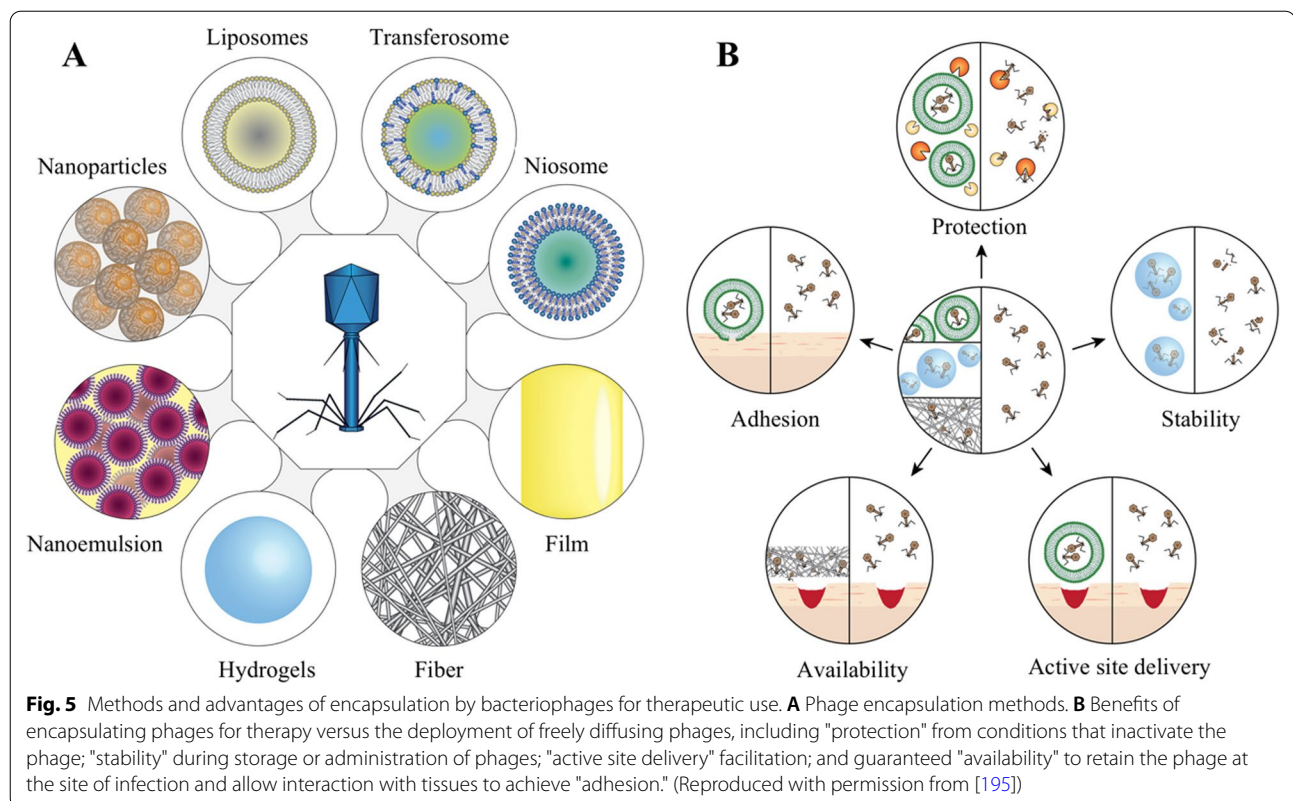 A
Liposomes
Transferosome
Nanoparticles
Niosome
Nanoemulsion
Film
Hydrogels
Fiber
B
Protection
Adhesion
Stability
Availability
Active site delivery
Fig. 5 Methods and advantages of encapsulation by bacteriophages for therapeutic use. A Phage encapsulation methods. B Benefits of
encapsulating phages for therapy versus the deployment of freely diffusing phages, including "protection" from conditions that inactivate the
phage; "stability" during storage or administration of phages; "active site delivery" facilitation; and guaranteed "availability" to retain the phage at
the site of infection and allow interaction with tissues to achieve "adhesion." (Reproduced with permission from [195])